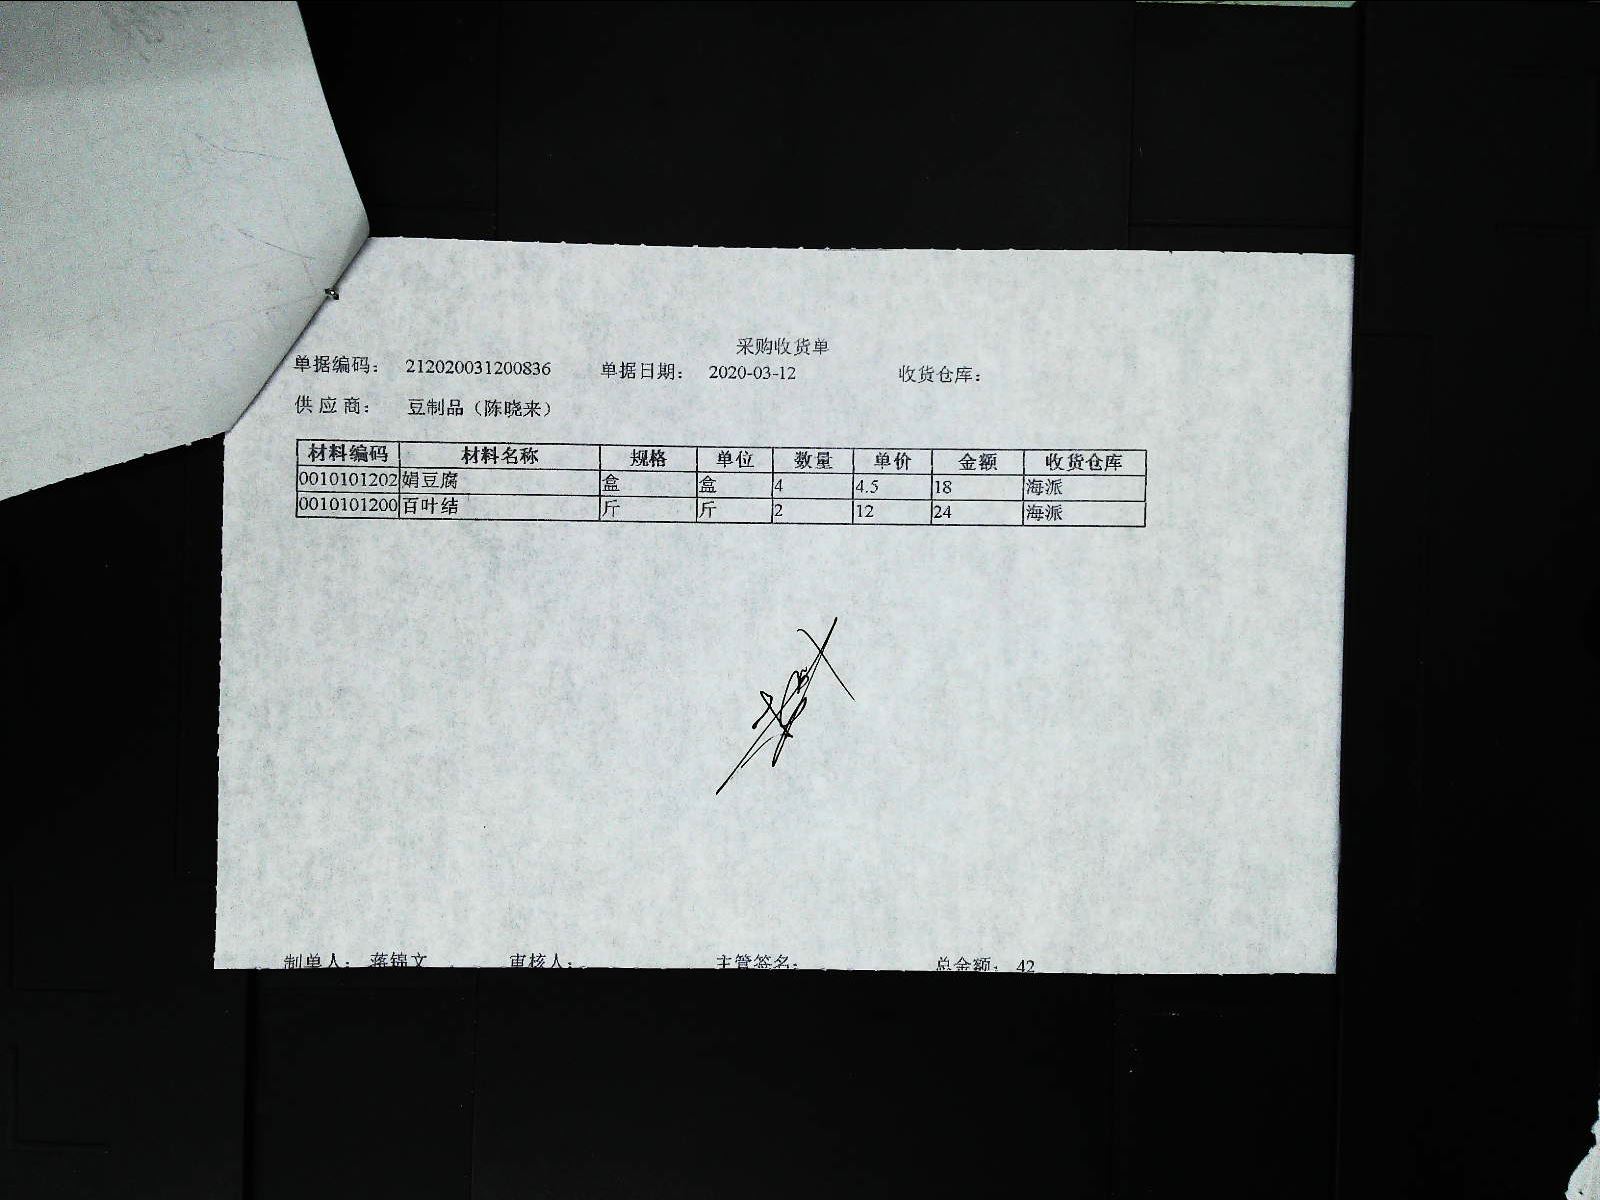 采购收货单
单据编码： 212020031200836 单据日期： 2020-03-12 收货仓库：
供应商： 豆制品（陈晓来）
材料编码 材料名称 规格 单位 数量 单价 金额 收货仓库
0010101202 娟豆腐 盒 盒 4 4.5 18 海派
0010101200 百叶结 斤 斤 2 12 24 海派
制单人： 蒋锦文 审核人： 主管签名： 总金额： 42